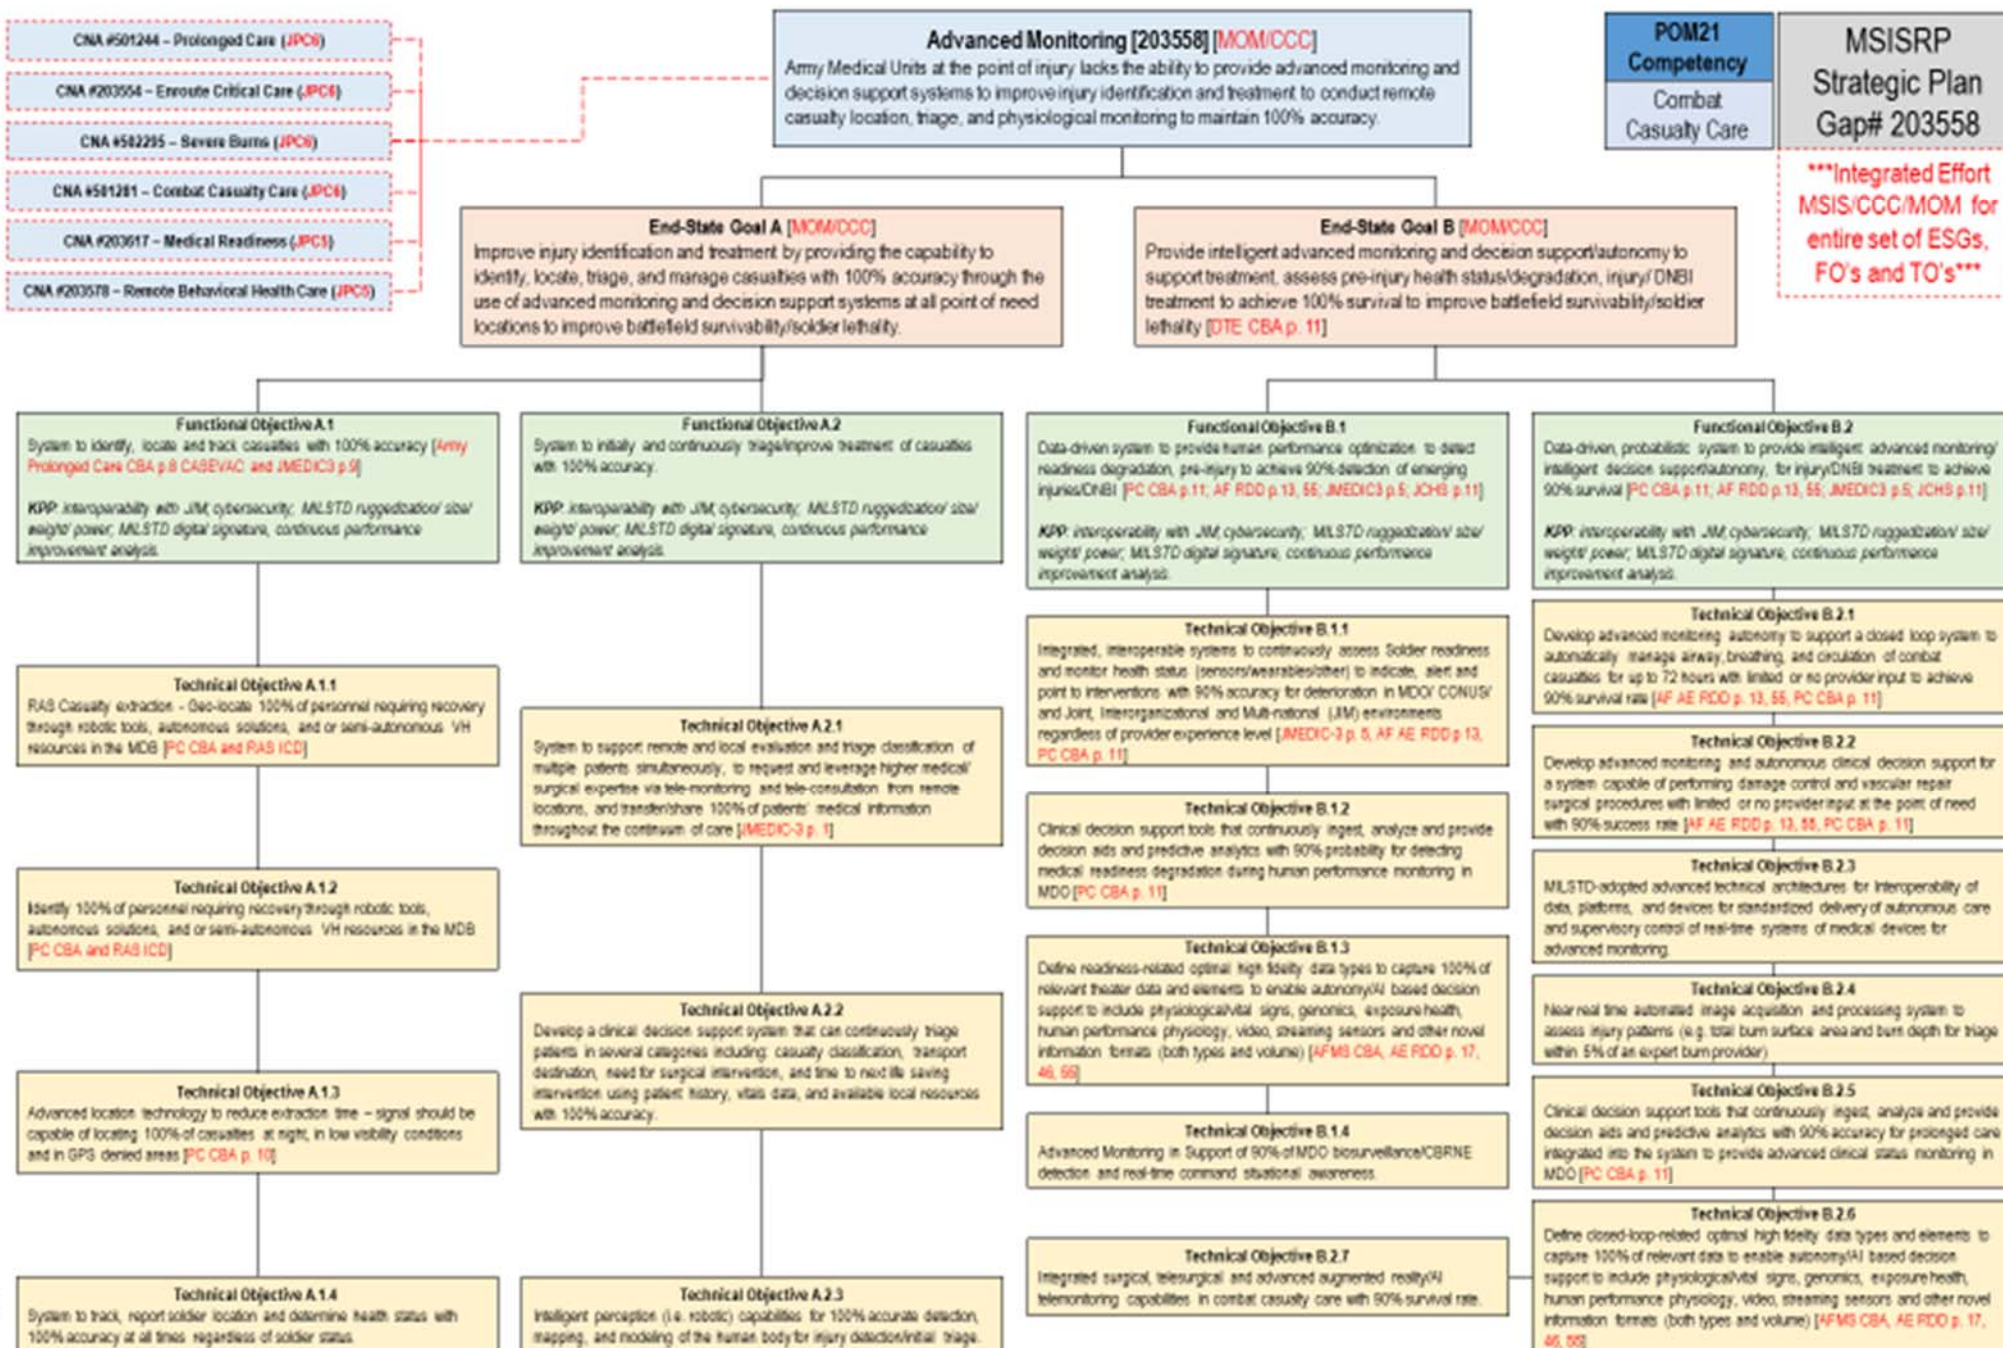 CNA #501244 – Prolonged Care (JPC6)
CNA #203554 – Enroute Critical Care (JPC6)
CNA #502295 – Severe Burns (JPC6)
CNA #501281 – Combat Casualty Care (JPC6)
CNA #203617 – Medical Readiness (JPC5)
CNA #203578 – Remote Behavioral Health Care (JPC5)
Advanced Monitoring [203558] [MOM/CCC]
Army Medical Units at the point of injury lacks the ability to provide advanced monitoring and
decision support systems to improve injury identification and treatment to conduct remote
casualty location, triage, and physiological monitoring to maintain 100% accuracy.
POM21
Competency
Combat
Casualty Care
MSISRP
Strategic Plan
Gap# 203558
***Integrated Effort
MSIS/CCC/MOM for
entire set of ESGs,
FO's and TO's***
End-State Goal A [MOM/CCC]
Improve injury identification and treatment by providing the capability to
identify, locate, triage, and manage casualties with 100% accuracy through the
use of advanced monitoring and decision support systems at all point of need
locations to improve battlefield survivability/soldier lethality.
End-State Goal B [MOM/CCC]
Provide intelligent advanced monitoring and decision support/autonomy to
support treatment, assess pre-injury health status/degradation, injury/ DNBI
treatment to achieve 100% survival to improve battlefield survivability/soldier
lethality [DTE CBA p. 11]
Functional Objective A.1
System to identify, locate and track casualties with 100% accuracy [Army
Prolonged Care CBA p.8 CASEVAC and JMEDIC3 p.9]
KPP: interoperability with JIM; cybersecurity; MILSTD ruggedization/ size/
weight/ power; MILSTD digital signature, continuous performance
improvement analysis.
Technical Objective A.1.1
RAS Casualty extraction - Geo-locate 100% of personnel requiring recovery
through robotic tools, autonomous solutions, and or semi-autonomous VH
resources in the MDB [PC CBA and RAS ICD]
Technical Objective A.1.2
Identify 100% of personnel requiring recovery through robotic tools,
autonomous solutions, and or semi-autonomous VH resources in the MDB
[PC CBA and RAS ICD]
Technical Objective A.1.3
Advanced location technology to reduce extraction time – signal should be
capable of locating 100% of casualties at night, in low visibility conditions
and in GPS denied areas [PC CBA p. 10]
Technical Objective A.1.4
System to track, report soldier location and determine health status with
100% accuracy at all times regardless of soldier status.
Functional Objective A.2
System to initially and continuously triage/improve treatment of casualties
with 100% accuracy.
KPP: interoperability with JIM; cybersecurity; MILSTD ruggedization/ size/
weight/ power; MILSTD digital signature, continuous performance
improvement analysis.
Technical Objective A.2.1
System to support remote and local evaluation and triage classification of
multiple patients simultaneously, to request and leverage higher medical/
surgical expertise via tele-monitoring and tele-consultation from remote
locations, and transfer/share 100% of patients' medical information
throughout the continuum of care [JMEDIC-3 p. 1]
Technical Objective A.2.2
Develop a clinical decision support system that can continuously triage
patients in several categories including: casualty classification, transport
destination, need for surgical intervention, and time to next life saving
intervention using patient history, vitals data, and available local resources
with 100% accuracy.
Technical Objective A.2.3
Intelligent perception (i.e. robotic) capabilities for 100% accurate detection,
mapping, and modeling of the human body for injury detection/initial triage.
Functional Objective B.1
Data-driven system to provide human performance optimization to detect
readiness degradation, pre-injury to achieve 90% detection of emerging
injuries/DNBI [PC CBA p.11; AF RDD p.13, 55; JMEDIC3 p.5; JCHS p.11]
KPP: interoperability with JIM; cybersecurity; MILSTD ruggedization/ size/
weight/ power; MILSTD digital signature, continuous performance
improvement analysis.
Technical Objective B.1.1
Integrated, interoperable systems to continuously assess Soldier readiness
and monitor health status (sensors/wearables/other) to indicate, alert and
point to interventions with 90% accuracy for deterioration in MDO/ CONUS/
and Joint, Interorganizational and Multi-national (JIM) environments
regardless of provider experience level [JMEDIC-3 p. 5, AF AE RDD p 13,
PC CBA p. 11]
Technical Objective B.1.2
Clinical decision support tools that continuously ingest, analyze and provide
decision aids and predictive analytics with 90% probability for detecting
medical readiness degradation during human performance monitoring in
MDO [PC CBA p. 11]
Technical Objective B.1.3
Define readiness-related optimal high fidelity data types to capture 100% of
relevant theater data and elements to enable autonomy/AI based decision
support to include physiological/vital signs, genomics, exposure health,
human performance physiology, video, streaming sensors and other novel
information formats (both types and volume) [AFMS CBA, AE RDD p. 17,
46, 55]
Technical Objective B.1.4
Advanced Monitoring in Support of 90% of MDO biosurveillance/CBRNE
detection and real-time command situational awareness.
Technical Objective B.2.7
Integrated surgical, telesurgical and advanced augmented reality/AI
telemonitoring capabilities in combat casualty care with 90% survival rate.
Functional Objective B.2
Data-driven, probabilistic system to provide intelligent advanced monitoring/
intelligent decision support/autonomy, for injury/DNBI treatment to achieve
90% survival [PC CBA p.11; AF RDD p.13, 55; JMEDIC3 p.5; JCHS p.11]
KPP: interoperability with JIM; cybersecurity; MILSTD ruggedization/ size/
weight/ power; MILSTD digital signature, continuous performance
improvement analysis.
Technical Objective B.2.1
Develop advanced monitoring autonomy to support a closed loop system to
automatically manage airway, breathing, and circulation of combat
casualties for up to 72 hours with limited or no provider input to achieve
90% survival rate [AF AE RDD p. 13, 55, PC CBA p. 11]
Technical Objective B.2.2
Develop advanced monitoring and autonomous clinical decision support for
a system capable of performing damage control and vascular repair
surgical procedures with limited or no provider input at the point of need
with 90% success rate [AF AE RDD p. 13, 55, PC CBA p. 11]
Technical Objective B.2.3
MILSTD-adopted advanced technical architectures for Interoperability of
data, platforms, and devices for standardized delivery of autonomous care
and supervisory control of real-time systems of medical devices for
advanced monitoring.
Technical Objective B.2.4
Near real time automated image acquisition and processing system to
assess injury patterns (e.g. total burn surface area and burn depth for triage
within 5% of an expert burn provider)
Technical Objective B.2.5
Clinical decision support tools that continuously ingest, analyze and provide
decision aids and predictive analytics with 90% accuracy for prolonged care
integrated into the system to provide advanced clinical status monitoring in
MDO [PC CBA p. 11]
Technical Objective B.2.6
Define closed-loop-related optimal high fidelity data types and elements to
capture 100% of relevant data to enable autonomy/AI based decision
support to include physiological/vital signs, genomics, exposure health,
human performance physiology, video, streaming sensors and other novel
information formats (both types and volume) [AFMS CBA, AE RDD p. 17,
46, 55]